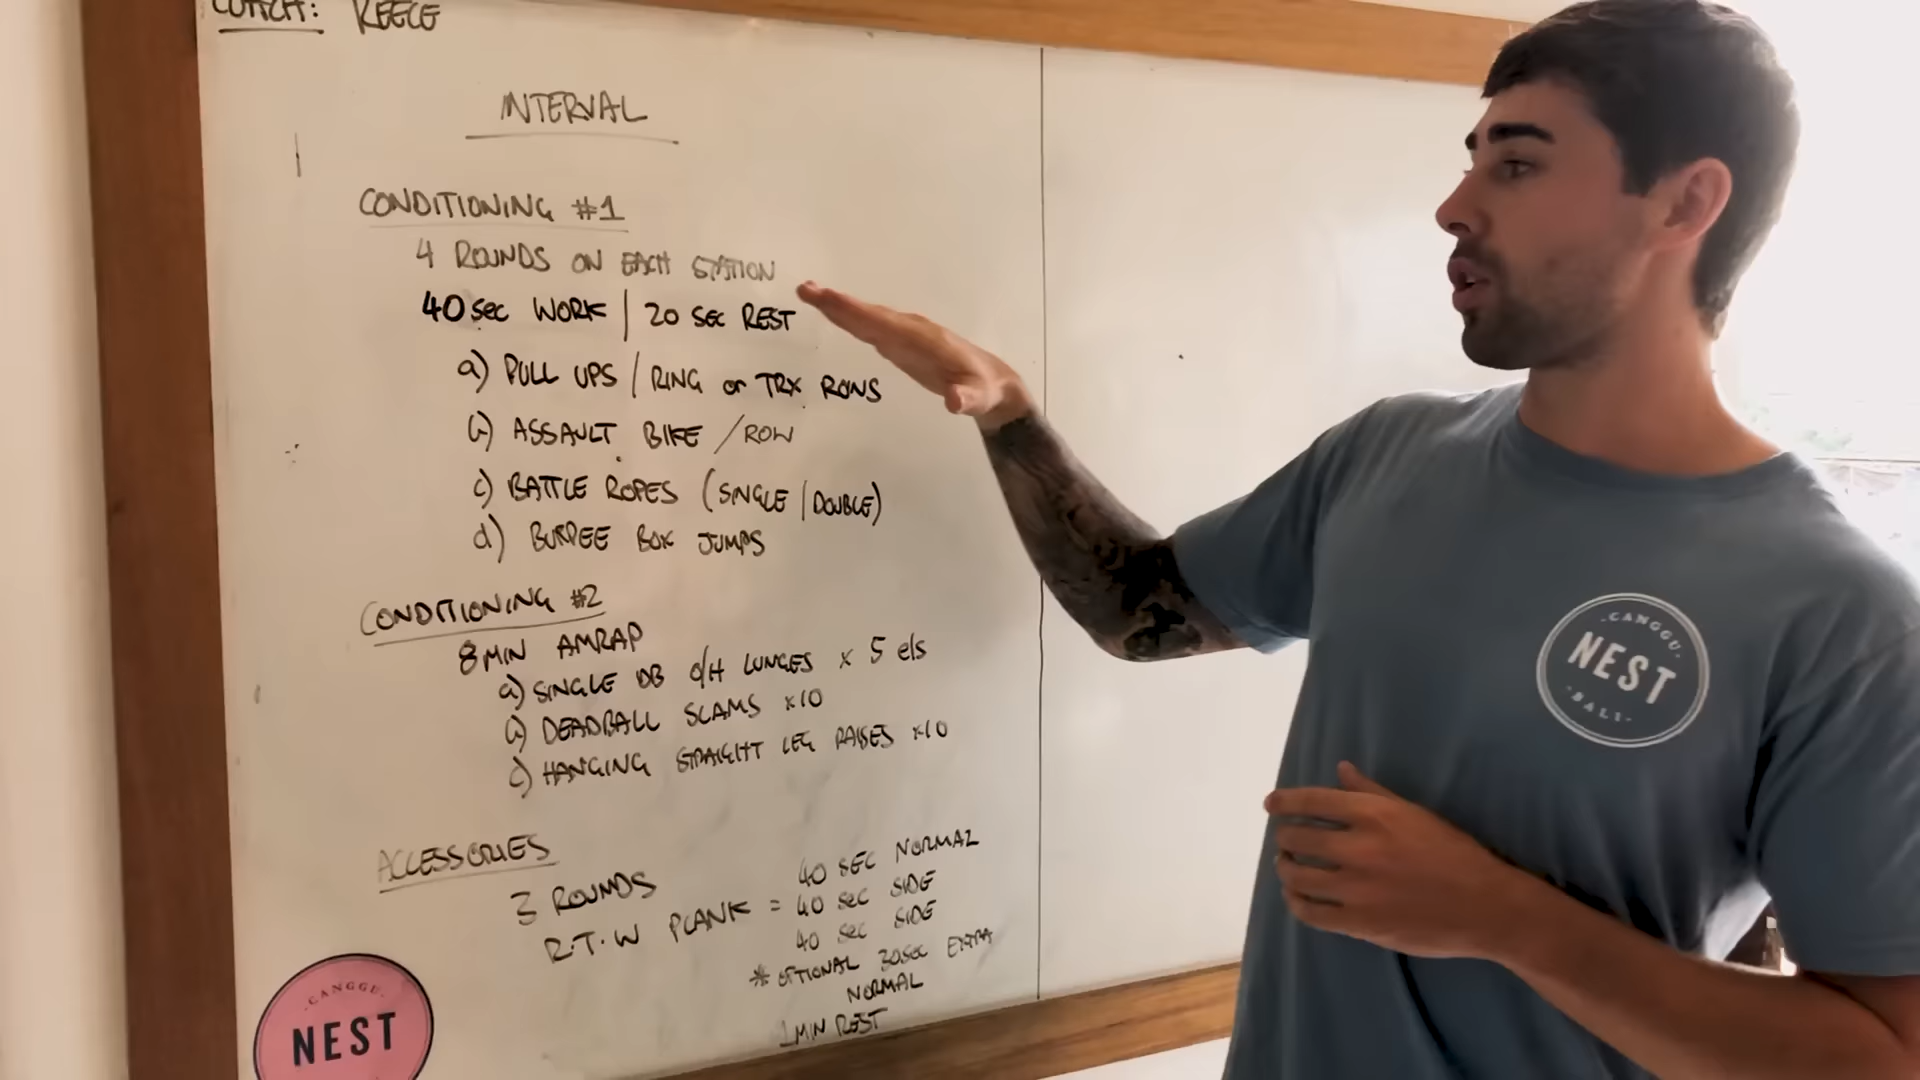 COACH: REECE
INTERVAL
CONDITIONING #1
4 ROUNDS ON EACH STATION
40 sec WORK | 20 SEC REST
a) PULL UPS / RING or TRX ROWS
b) ASSAULT BIKE / ROW
c) BATTLE ROPES (SINGLE / DOUBLE)
d) BURPEE BOX JUMPS
CONDITIONING #2
8 MIN AMRAP
a) SINGLE DB O/H LUNGES x 5 e/s
b) DEADBALL SLAMS x10
c) HANGING STRAIGHT LEG RAISES x10
ACCESSORIES
3 ROUNDS
R.T.W PLANK = 40 SEC NORMAL
40 sec SIDE
40 sec SIDE
* OPTIONAL 30sec EXTRA
NORMAL
1 MIN REST
CANGGU
NEST
CANGGU
NEST
BALI